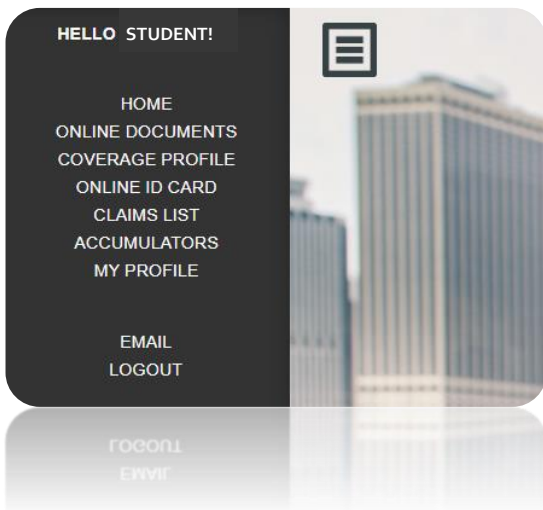 HELLO STUDENT!
HOME
ONLINE DOCUMENTS
COVERAGE PROFILE
ONLINE ID CARD
CLAIMS LIST
ACCUMULATORS
MY PROFILE
EMAIL
LOGOUT